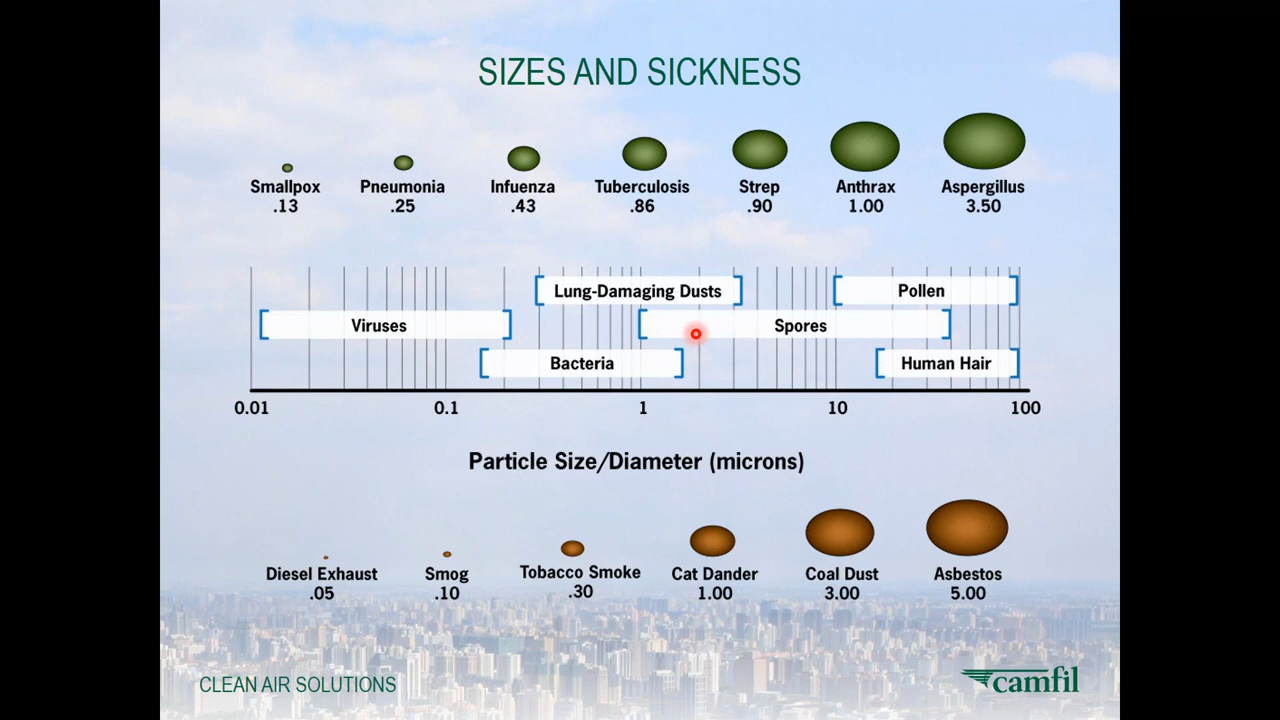 SIZES AND SICKNESS
Smallpox Pneumonia Infuenza Tuberculosis Strep Anthrax Aspergillus
.13 .25 .43 .86 .90 1.00 3.50
Lung-Damaging Dusts Pollen
Viruses Spores
Bacteria Human Hair
0.01 0.1 1 10 100
Particle Size/Diameter (microns)
Diesel Exhaust Smog Tobacco Smoke Cat Dander Coal Dust Asbestos
.05 .10 .30 1.00 3.00 5.00
CLEAN AIR SOLUTIONS camfil